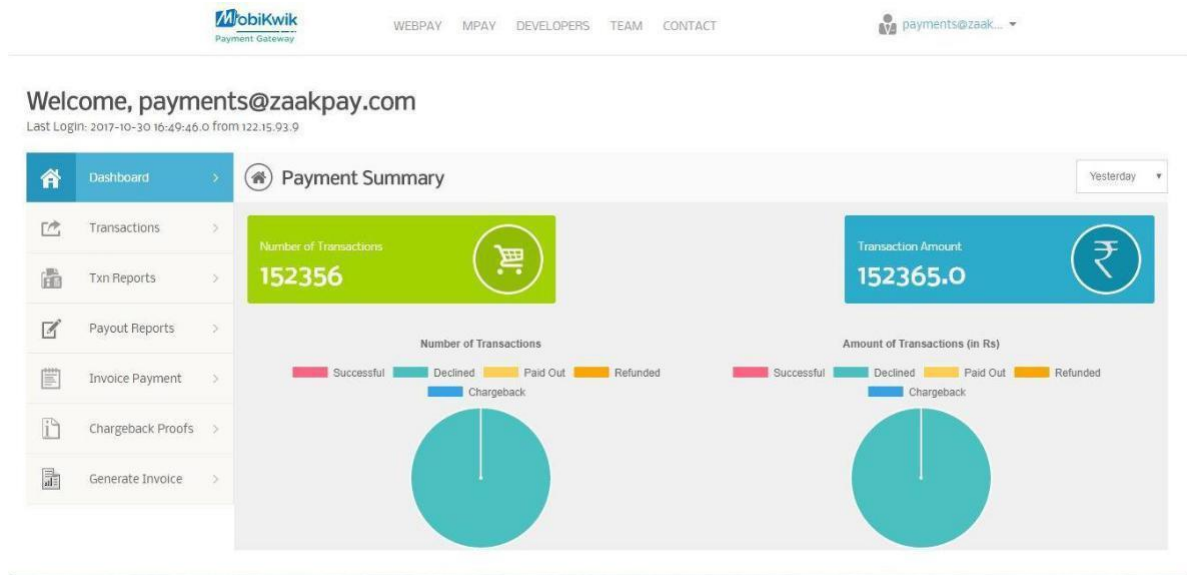 MobiKwik
Payment Gateway
WEBPAY MPAY DEVELOPERS TEAM CONTACT
payments@zaak...
Welcome, payments@zaakpay.com
Last Login: 2017-10-30 16:49:46.0 from 122.15.93.9
Dashboard
Transactions
Txn Reports
Payout Reports
Invoice Payment
Chargeback Proofs
Generate Invoice
Payment Summary
Yesterday
Number of Transactions
152356
Transaction Amount
152365.0
Number of Transactions
Successful Declined Paid Out Refunded
Chargeback
Amount of Transactions (in Rs)
Successful Declined Paid Out Refunded
Chargeback